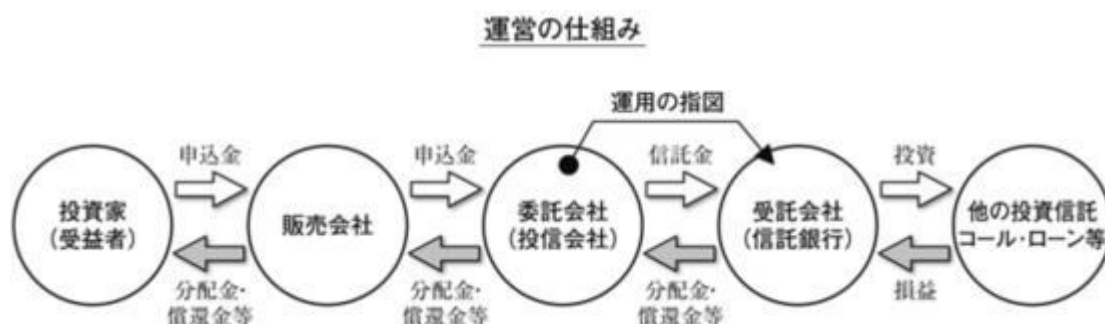 運営の仕組み
運用の指図
申込金
申込金
信託金
投資
投資家
(受益者)
販売会社
委託会社
(投信会社)
受託会社
(信託銀行)
他の投資信託
コール・ローン等
分配金・
償還金等
分配金・
償還金等
分配金・
償還金等
損益